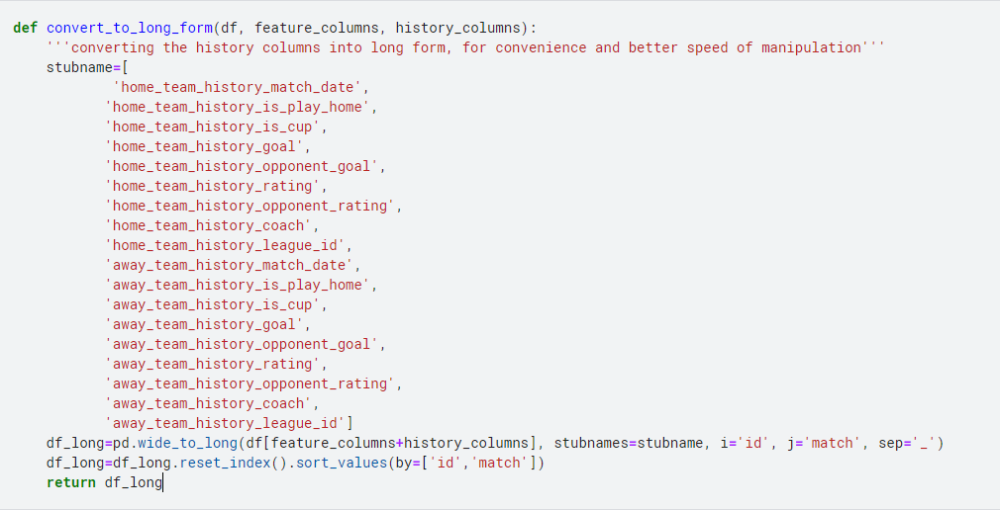 def convert_to_long_form(df, feature_columns, history_columns):
    '''converting the history columns into long form, for convenience and better speed of manipulation'''
    stubname=[
            'home_team_history_match_date',
           'home_team_history_is_play_home',
           'home_team_history_is_cup',
           'home_team_history_goal',
           'home_team_history_opponent_goal',
           'home_team_history_rating',
           'home_team_history_opponent_rating',
           'home_team_history_coach',
           'home_team_history_league_id',
           'away_team_history_match_date',
           'away_team_history_is_play_home',
           'away_team_history_is_cup',
           'away_team_history_goal',
           'away_team_history_opponent_goal',
           'away_team_history_rating',
           'away_team_history_opponent_rating',
           'away_team_history_coach',
           'away_team_history_league_id']
    df_long=pd.wide_to_long(df[feature_columns+history_columns], stubnames=stubname, i='id', j='match', sep='_')
    df_long=df_long.reset_index().sort_values(by=['id','match'])
    return df_long